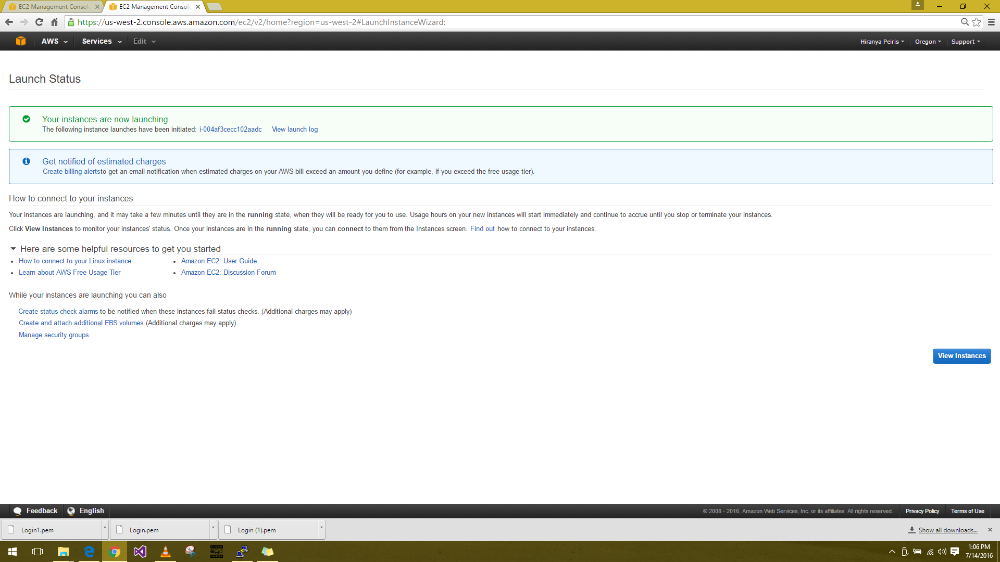 EC2 Management Consol
EC2 Management Consol
https://us-west-2.console.aws.amazon.com/ec2/v2/home?region=us-west-2#LaunchInstanceWizard:
AWS Services Edit Hiranya Peiris Oregon Support
Launch Status
Your instances are now launching
The following instance launches have been initiated: i-004af3cecc102aadc View launch log
Get notified of estimated charges
Create billing alertsto get an email notification when estimated charges on your AWS bill exceed an amount you define (for example, if you exceed the free usage tier).
How to connect to your instances
Your instances are launching, and it may take a few minutes until they are in the running state, when they will be ready for you to use. Usage hours on your new instances will start immediately and continue to accrue until you stop or terminate your instances.
Click View Instances to monitor your instances' status. Once your instances are in the running state, you can connect to them from the Instances screen. Find out how to connect to your instances.
Here are some helpful resources to get you started
How to connect to your Linux instance
Learn about AWS Free Usage Tier
Amazon EC2: User Guide
Amazon EC2: Discussion Forum
While your instances are launching you can also
Create status check alarms to be notified when these instances fail status checks. (Additional charges may apply)
Create and attach additional EBS volumes (Additional charges may apply)
Manage security groups
View Instances
Feedback English © 2008 - 2016, Amazon Web Services, Inc. or its affiliates. All rights reserved. Privacy Policy Terms of Use
Login1.pem Login.pem Login (1).pem Show all downloads...
1:06 PM
7/14/2016